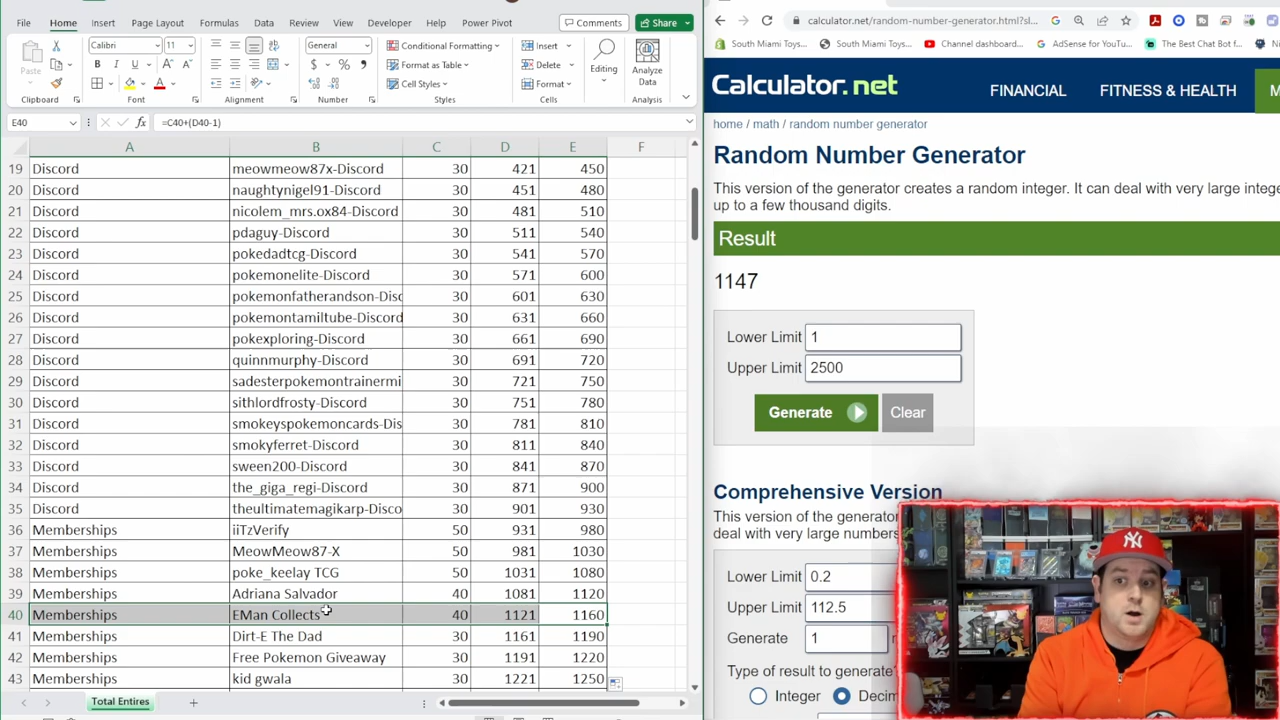 File Home Insert Page Layout Formulas Data Review View Developer Help Power Pivot Comments Share
Calibri 11 General Conditional Formatting Insert
Format as Table Delete
Paste Cell Styles Format Editing Analyze Data
Clipboard Font Alignment Number Styles Cells Analysis
E40 fx =C40+(D40-1)
A B C D E F
19 Discord meowmeow87x-Discord 30 421 450
20 Discord naughtynigel91-Discord 30 451 480
21 Discord nicolem_mrs.ox84-Discord 30 481 510
22 Discord pdaguy-Discord 30 511 540
23 Discord pokedadtcg-Discord 30 541 570
24 Discord pokemonelite-Discord 30 571 600
25 Discord pokemonfatherandson-Disc 30 601 630
26 Discord pokemontamiltube-Discord 30 631 660
27 Discord pokexploring-Discord 30 661 690
28 Discord quinnmurphy-Discord 30 691 720
29 Discord sadesterpokemontrainermi 30 721 750
30 Discord sithlordfrosty-Discord 30 751 780
31 Discord smokeyspokemoncards-Dis 30 781 810
32 Discord smokyferret-Discord 30 811 840
33 Discord sween200-Discord 30 841 870
34 Discord the_giga_regi-Discord 30 871 900
35 Discord theultimatemagikarp-Disco 30 901 930
36 Memberships iiTzVerify 50 931 980
37 Memberships MeowMeow87-X 50 981 1030
38 Memberships poke_keelay TCG 50 1031 1080
39 Memberships Adriana Salvador 40 1081 1120
40 Memberships EMan Collects 40 1121 1160
41 Memberships Dirt-E The Dad 30 1161 1190
42 Memberships Free Pokemon Giveaway 30 1191 1220
43 Memberships kid gwala 30 1221 1250
Total Entires
calculator.net/random-number-generator.html?sl...
South Miami Toys... South Miami Toys... Channel dashboard... AdSense for YouTu... The Best Chat Bot f... Ni
Calculator.net FINANCIAL FITNESS & HEALTH M
home / math / random number generator
Random Number Generator
This version of the generator creates a random integer. It can deal with very large intege
up to a few thousand digits.
Result
1147
Lower Limit 1
Upper Limit 2500
Generate Clear
Comprehensive Version
This version of the generator
deal with very large numbers
Lower Limit 0.2
Upper Limit 112.5
Generate 1
Type of result to generate?
Integer Decim